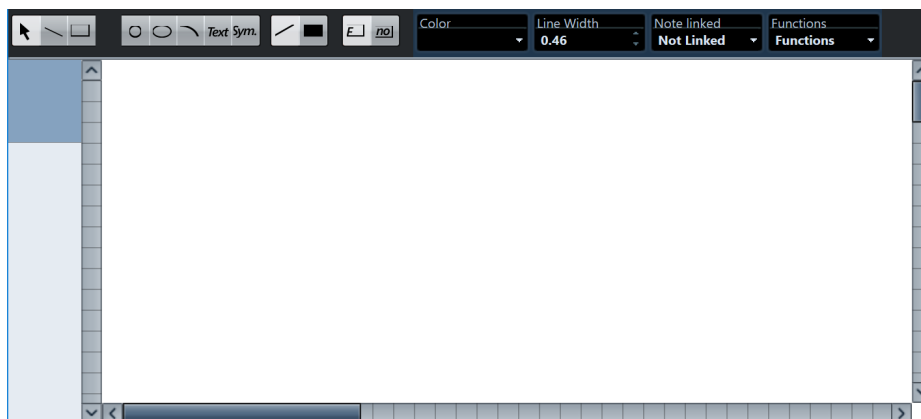 Text Sym. E no Color Line Width Note linked Functions
0.46 Not Linked Functions